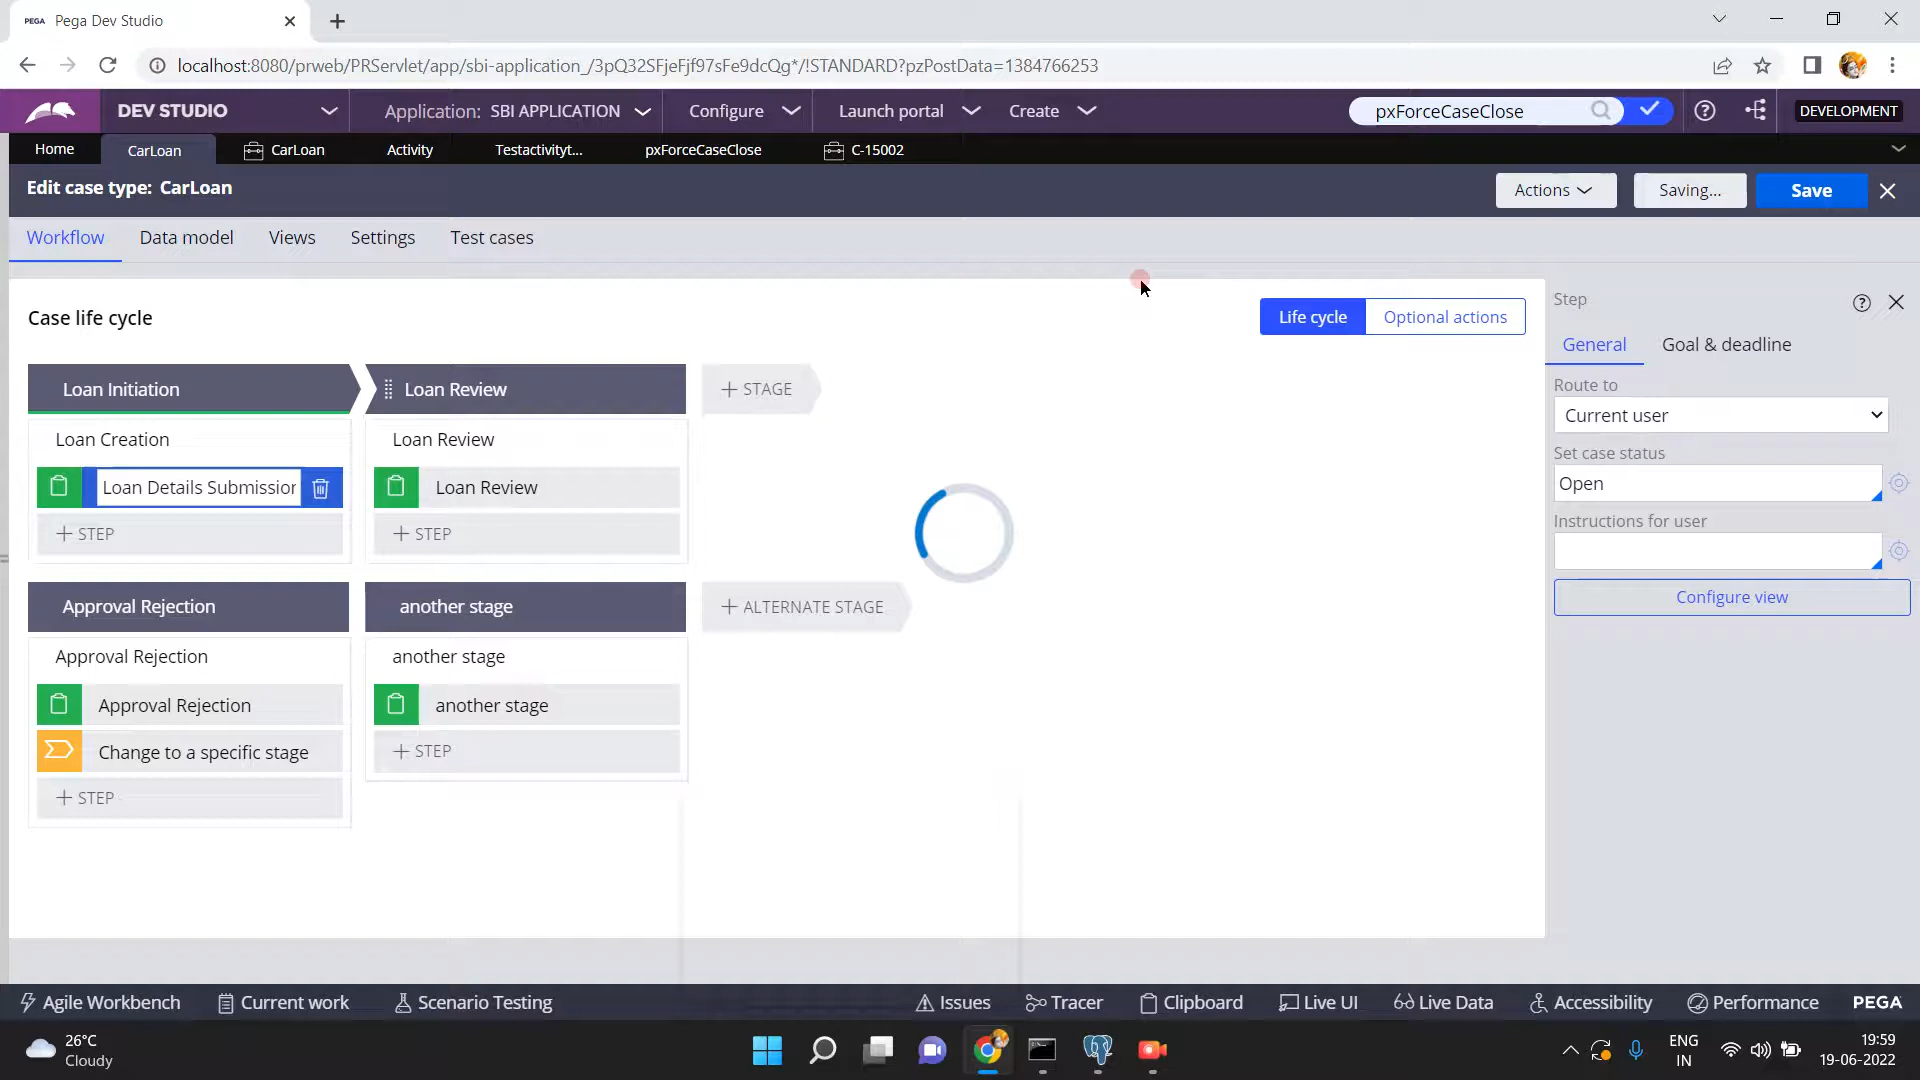 PEGA Pega Dev Studio
localhost:8080/prweb/PRServlet/app/sbi-application_/3pQ32SFjeFjf97sFe9dcQg*/!STANDARD?pzPostData=1384766253
DEV STUDIO Application: SBI APPLICATION Configure Launch portal Create pxForceCaseClose DEVELOPMENT
Home CarLoan CarLoan Activity Testactivityt... pxForceCaseClose C-15002
Edit case type: CarLoan Actions Saving... Save
Workflow Data model Views Settings Test cases
Case life cycle Life cycle Optional actions
Loan Initiation Loan Review + STAGE
Loan Creation Loan Review
Loan Details Submission Loan Review
+ STEP + STEP
Approval Rejection another stage + ALTERNATE STAGE
Approval Rejection another stage
Approval Rejection another stage
Change to a specific stage + STEP
+ STEP
Step
General Goal & deadline
Route to
Current user
Set case status
Open
Instructions for user
Configure view
Agile Workbench Current work Scenario Testing Issues Tracer Clipboard Live UI Live Data Accessibility Performance PEGA
26°C
Cloudy
ENG
IN
19:59
19-06-2022